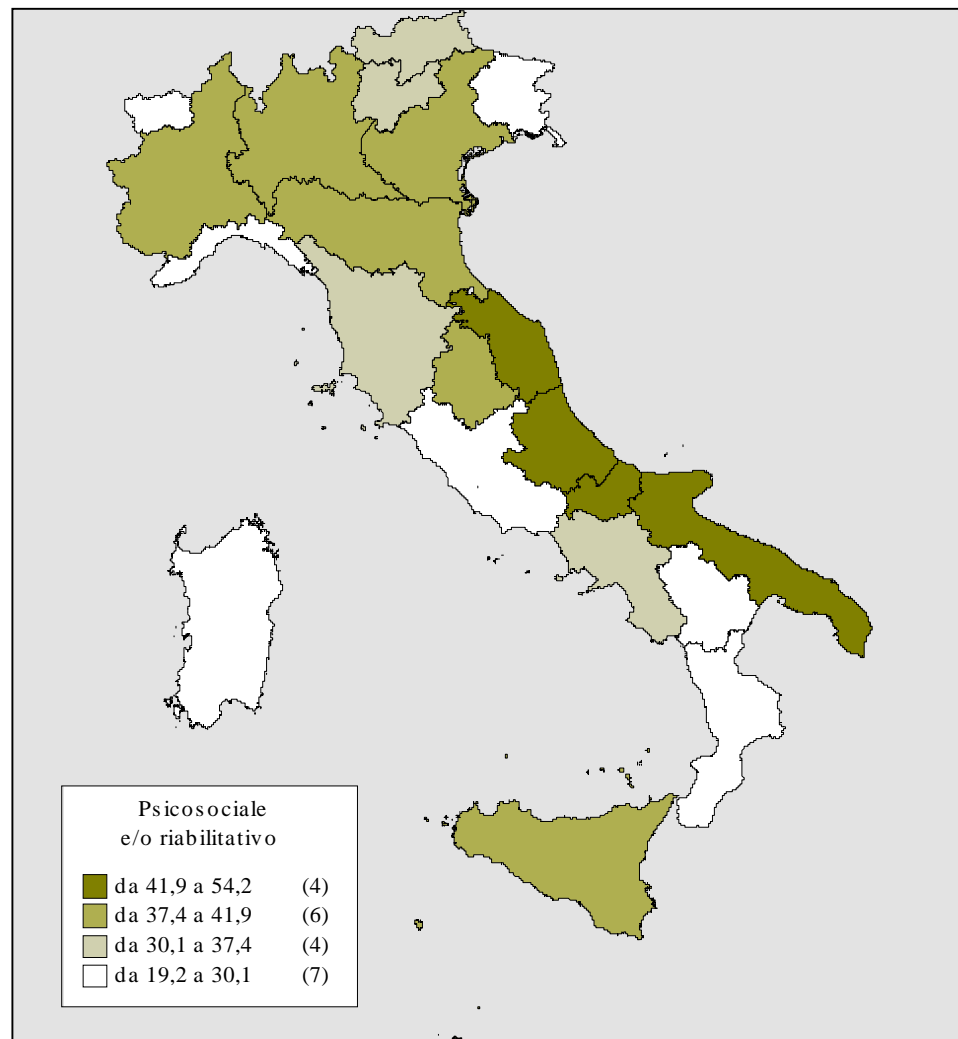 Psicosociale
e/o riabilitativo
da 41,9 a 54,2 (4)
da 37,4 a 41,9 (6)
da 30,1 a 37,4 (4)
da 19,2 a 30,1 (7)